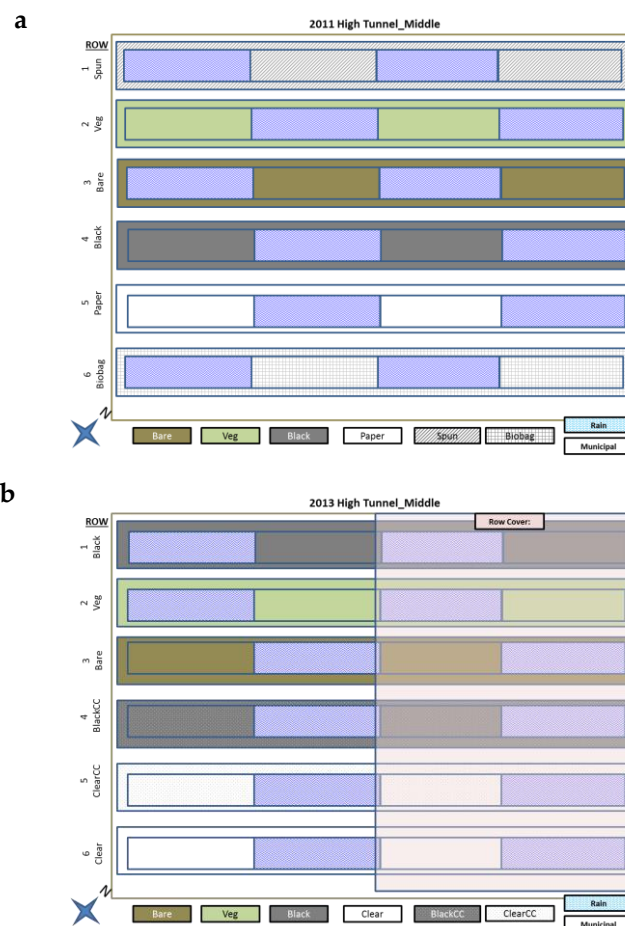 a
2011 High Tunnel_Middle
ROW
1 Spun
2 Veg
3 Bare
4 Black
5 Paper
6 Biobag
N
Bare Veg Black Paper Spun Biobag Rain
Municipal
b
2013 High Tunnel_Middle
ROW
Row Cover:
1 Black
2 Veg
3 Bare
4 BlackCC
5 ClearCC
6 Clear
N
Bare Veg Black Clear BlackCC ClearCC Rain
Municipal